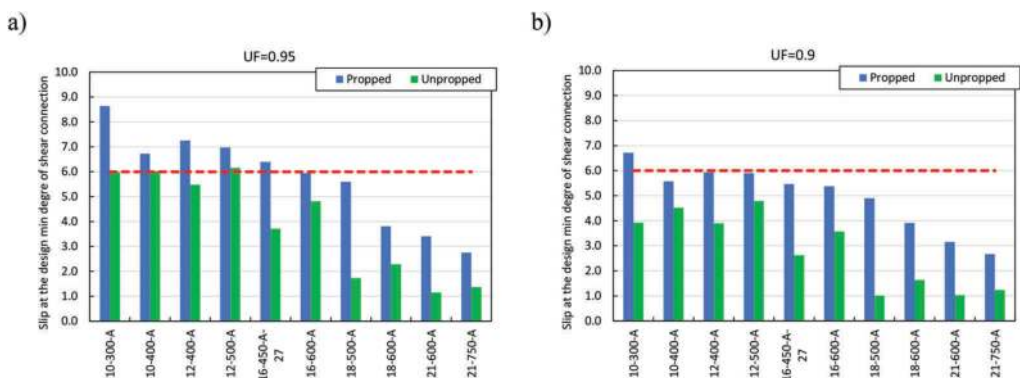 a)
UF=0.95
Propped Unpropped
Slip at the design min degre of shear connection
10.0
9.0
8.0
7.0
6.0
5.0
4.0
3.0
2.0
1.0
0.0
10-300-A
10-400-A
12-400-A
12-500-A
16-450-A-
27
16-600-A
18-500-A
18-600-A
21-600-A
21-750-A
b)
UF=0.9
Propped Unpropped
Slip at the design min degre of shear connection
10.0
9.0
8.0
7.0
6.0
5.0
4.0
3.0
2.0
1.0
0.0
10-300-A
10-400-A
12-400-A
12-500-A
16-450-A-
27
16-600-A
18-500-A
18-600-A
21-600-A
21-750-A